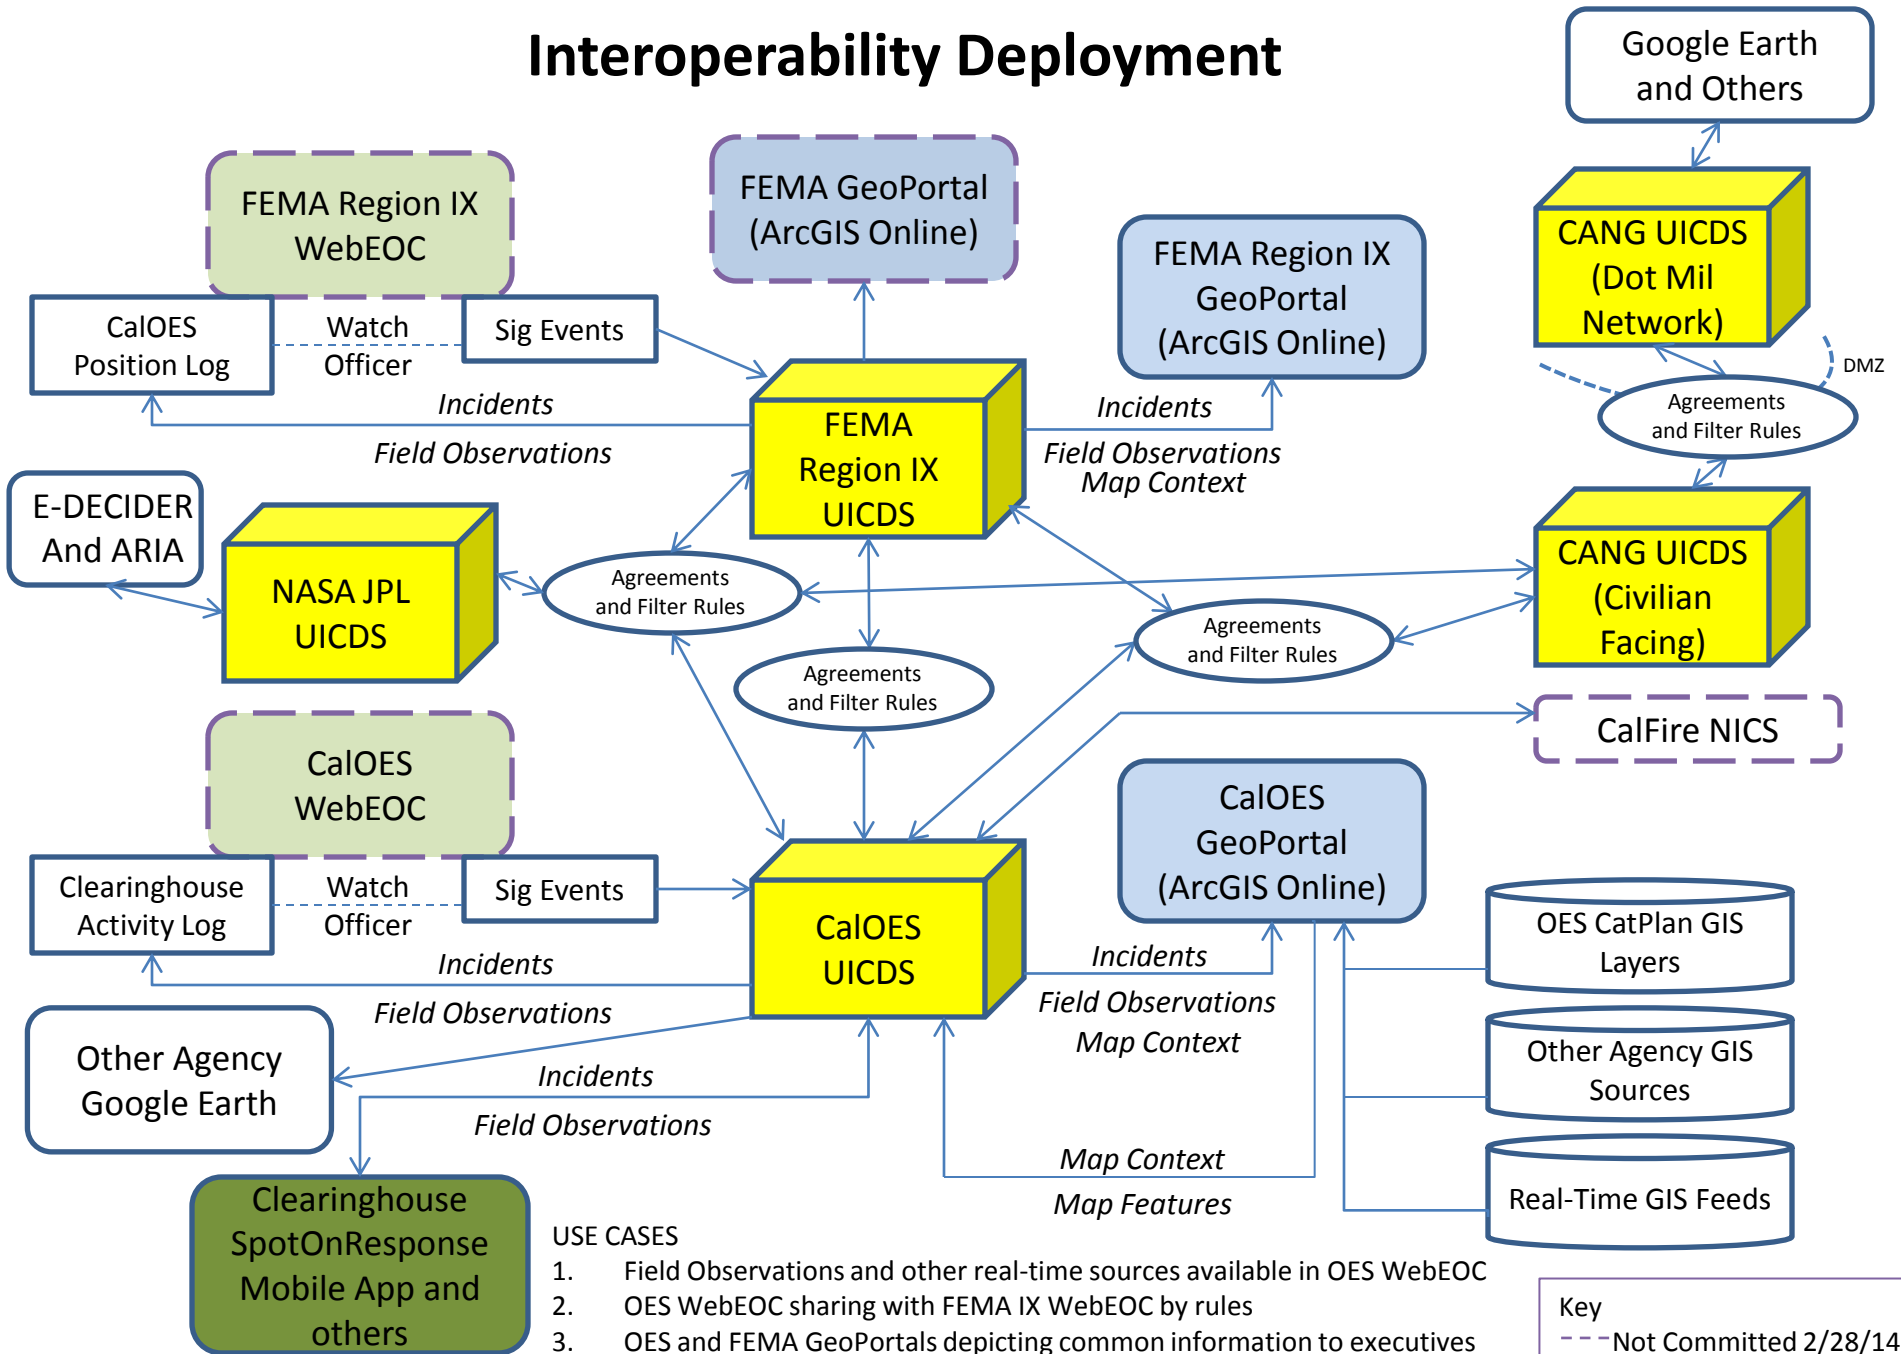 Interoperability Deployment
Google Earth
and Others
FEMA Region IX
WebEOC
FEMA GeoPortal
(ArcGIS Online)
FEMA Region IX
GeoPortal
(ArcGIS Online)
CANG UICDS
(Dot Mil
Network)
CalOES
Position Log
Watch
Officer
Sig Events
DMZ
Incidents
Field Observations
FEMA
Region IX
UICDS
Incidents
Field Observations
Map Context
Agreements
and Filter Rules
E-DECIDER
And ARIA
NASA JPL
UICDS
Agreements
and Filter Rules
Agreements
and Filter Rules
Agreements
and Filter Rules
CANG UICDS
(Civilian
Facing)
CalFire NICS
CalOES
WebEOC
CalOES
GeoPortal
(ArcGIS Online)
Clearinghouse
Activity Log
Watch
Officer
Sig Events
CalOES
UICDS
Incidents
Field Observations
Incidents
Field Observations
Map Context
OES CatPlan GIS
Layers
Other Agency GIS
Sources
Real-Time GIS Feeds
Other Agency
Google Earth
Incidents
Field Observations
Map Context
Map Features
Clearinghouse
SpotOnResponse
Mobile App and
others
USE CASES
1. Field Observations and other real-time sources available in OES WebEOC
2. OES WebEOC sharing with FEMA IX WebEOC by rules
3. OES and FEMA GeoPortals depicting common information to executives
Key
Not Committed 2/28/14